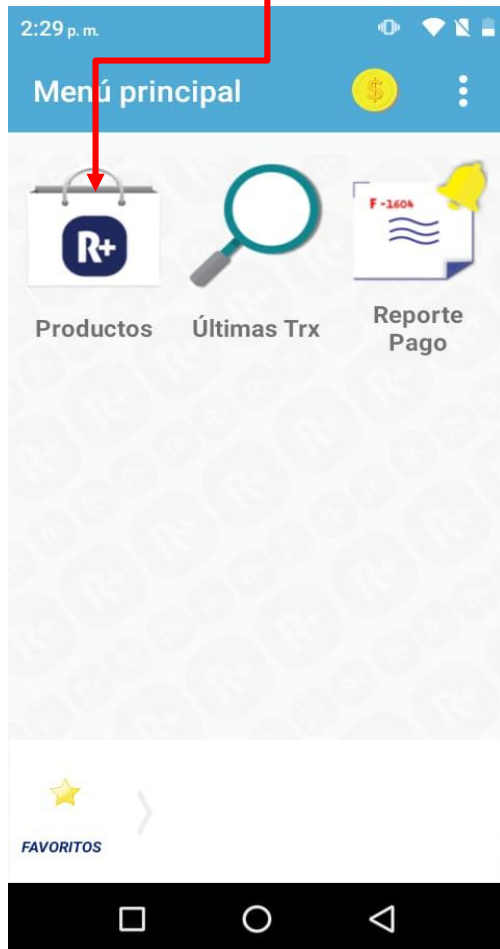 2:29 p. m.
Menú principal
$
R+
F -1604
Productos
Últimas Trx
Reporte
Pago
FAVORITOS